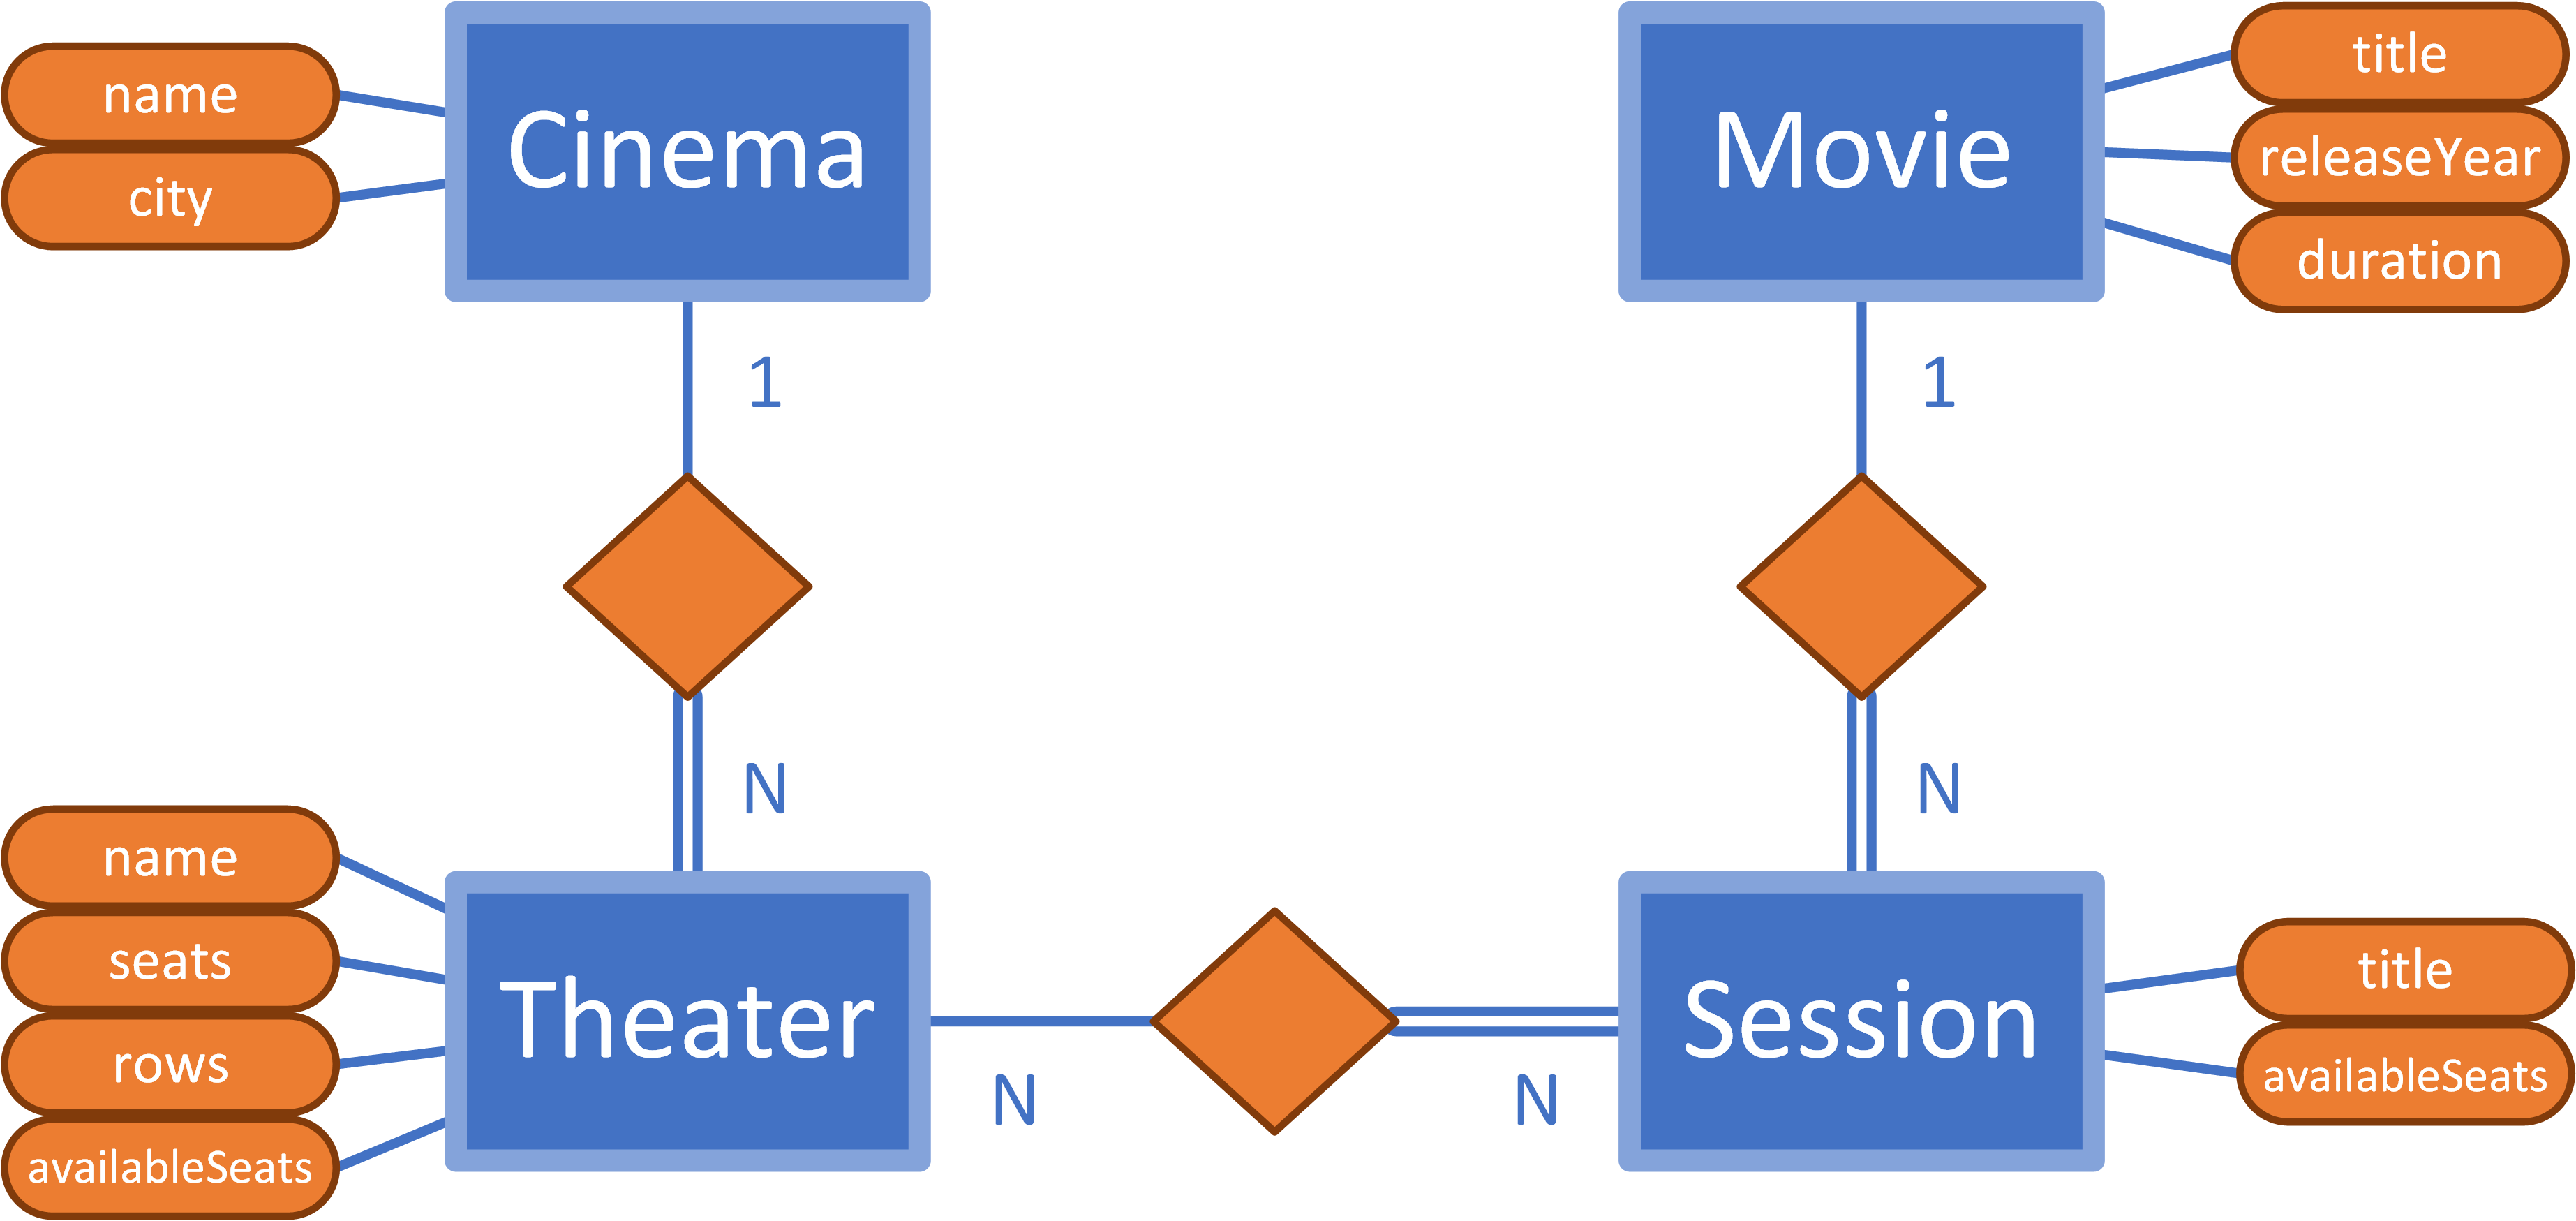 name
city
Cinema
Movie
title
releaseYear
duration
1
1
N
N
name
seats
rows
availableSeats
Theater
N
N
Session
title
availableSeats